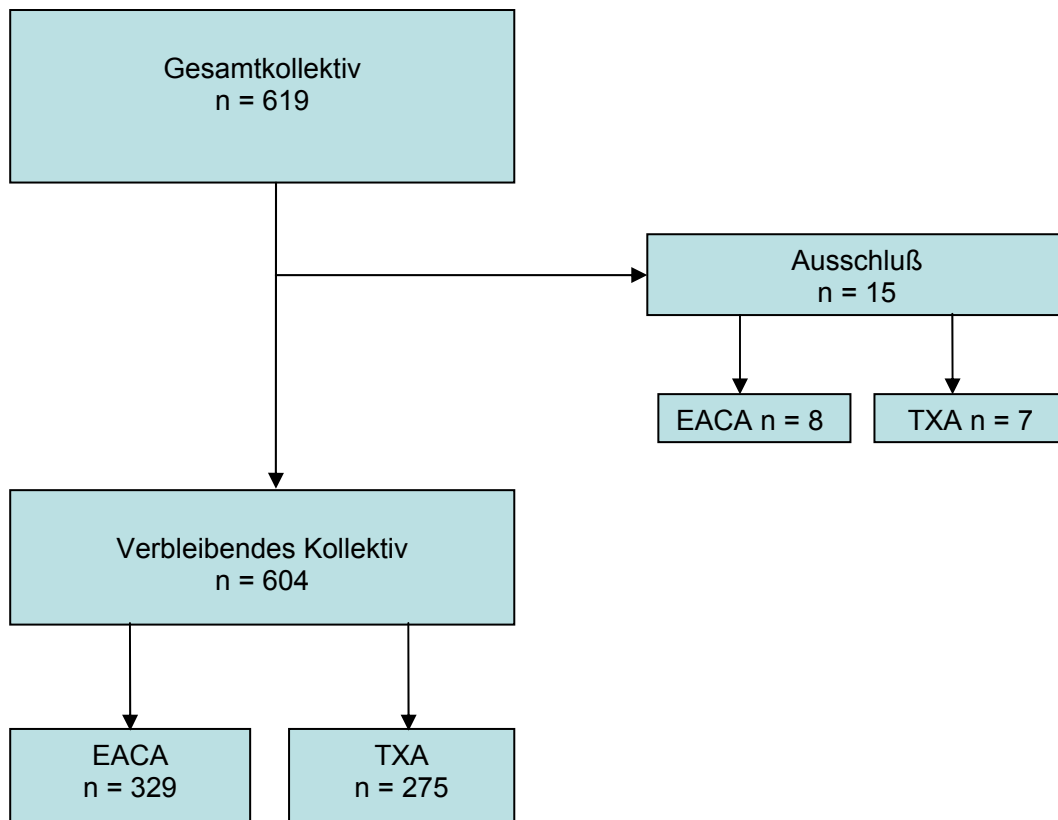 Gesamtkollektiv
n = 619
Ausschluß
n = 15
EACA n = 8
TXA n = 7
Verbleibendes Kollektiv
n = 604
EACA
n = 329
TXA
n = 275